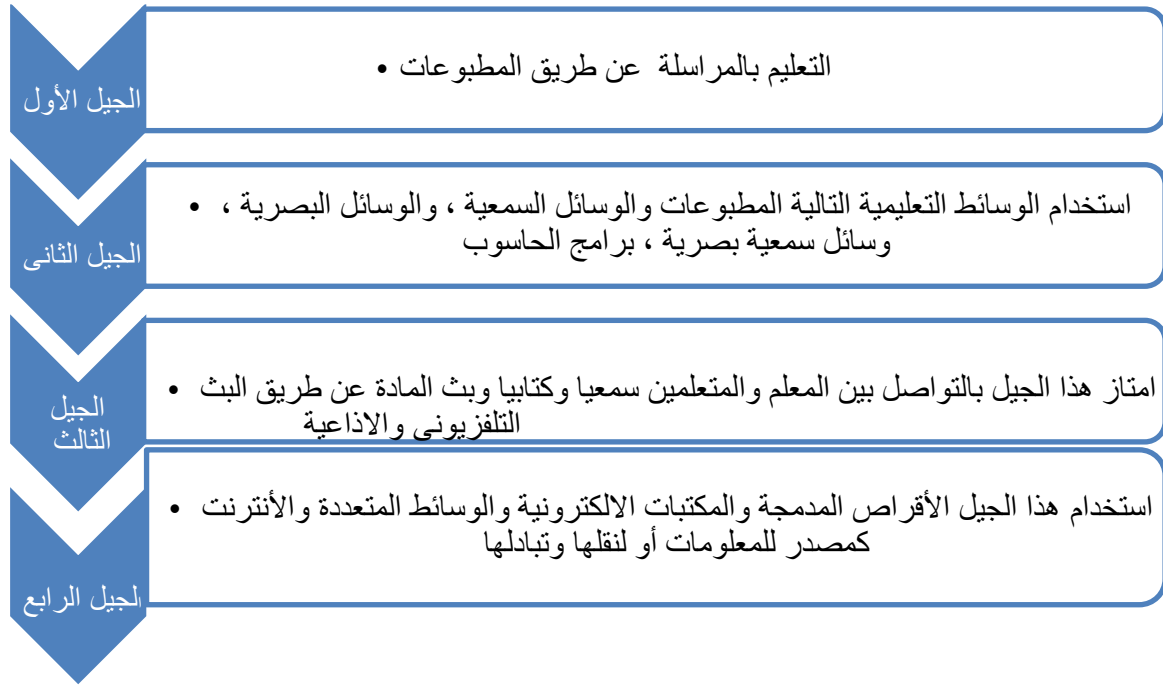 الجيل الأول
التعليم بالمراسلة عن طريق المطبوعات •
الجيل الثانى
استخدام الوسائط التعليمية التالية المطبوعات والوسائل السمعية ، والوسائل البصرية ، •
وسائل سمعية بصرية ، برامج الحاسوب
الجيل
الثالث
امتاز هذا الجيل بالتواصل بين المعلم والمتعلمين سمعيا وكتابيا وبث المادة عن طريق البث •
التلفزيونى والاذاعية
الجيل الرابع
استخدام هذا الجيل الأقراص المدمجة والمكتبات الالكترونية والوسائط المتعددة والأنترنت •
كمصدر للمعلومات أو لنقلها وتبادلها